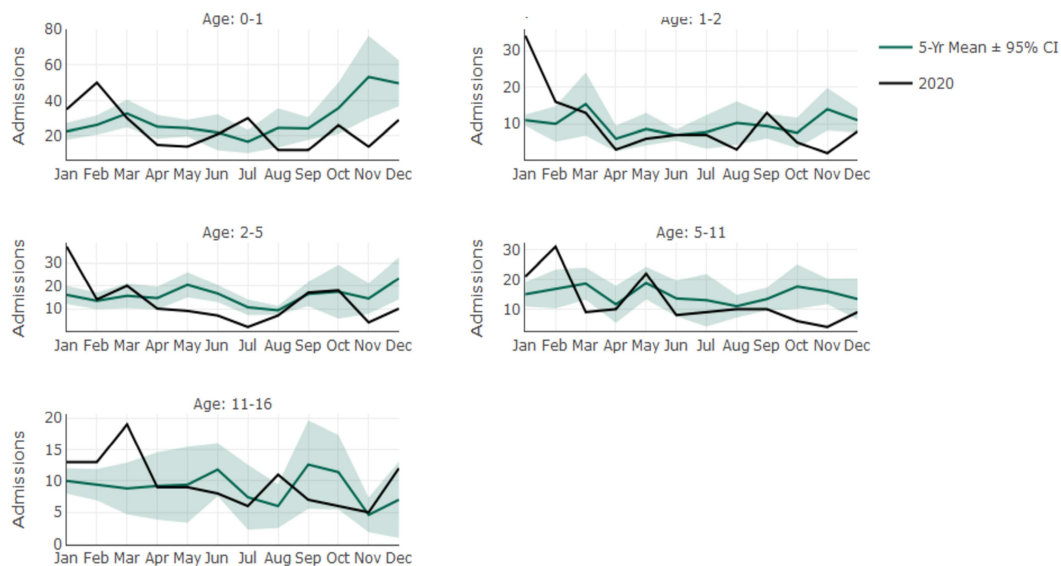 Age: 0-1
Admissions
80
60
40
20
Jan Feb Mar Apr May Jun Jul Aug Sep Oct Nov Dec
Age: 1-2
Admissions
30
20
10
Jan Feb Mar Apr May Jun Jul Aug Sep Oct Nov Dec
5-Yr Mean ± 95% CI
2020
Age: 2-5
Admissions
30
20
10
Jan Feb Mar Apr May Jun Jul Aug Sep Oct Nov Dec
Age: 5-11
Admissions
30
20
10
Jan Feb Mar Apr May Jun Jul Aug Sep Oct Nov Dec
Age: 11-16
Admissions
20
15
10
5
0
Jan Feb Mar Apr May Jun Jul Aug Sep Oct Nov Dec